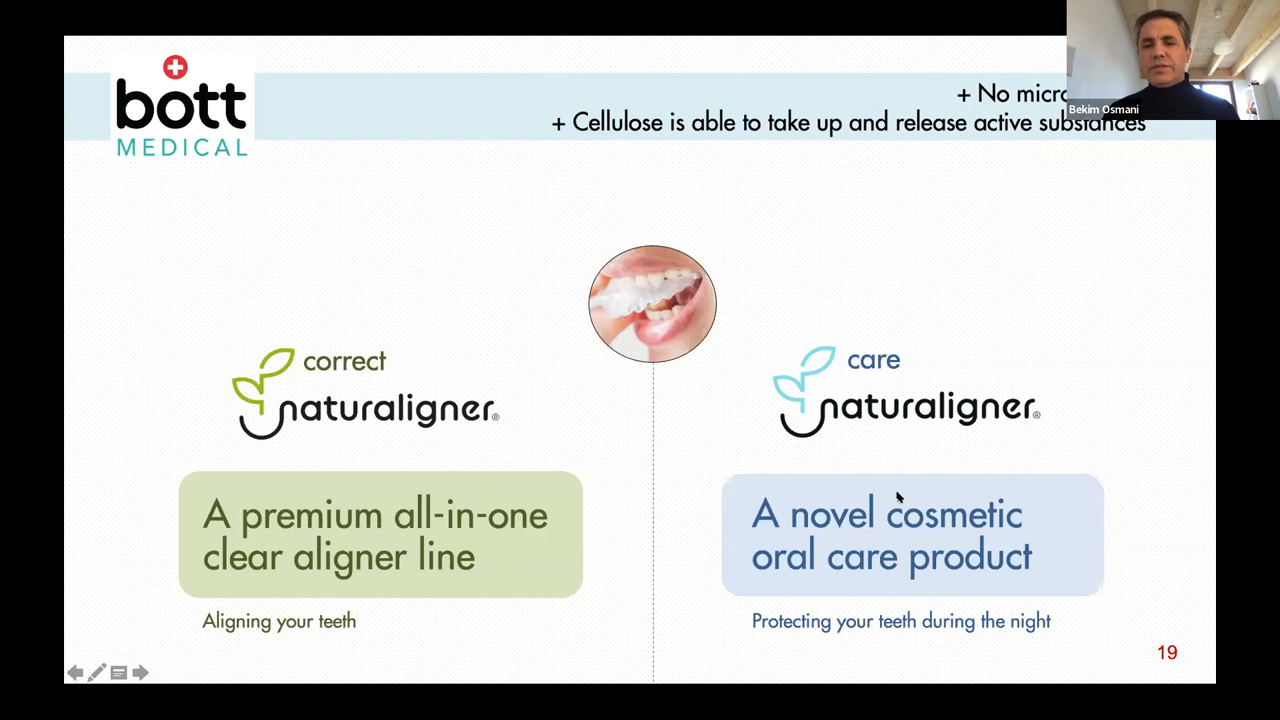 bott
MEDICAL
+ No micro
+ Cellulose is able to take up and release active substances
Bekim Osmani
correct
naturaligner®
care
naturaligner®
A premium all-in-one
clear aligner line
A novel cosmetic
oral care product
Aligning your teeth
Protecting your teeth during the night
19